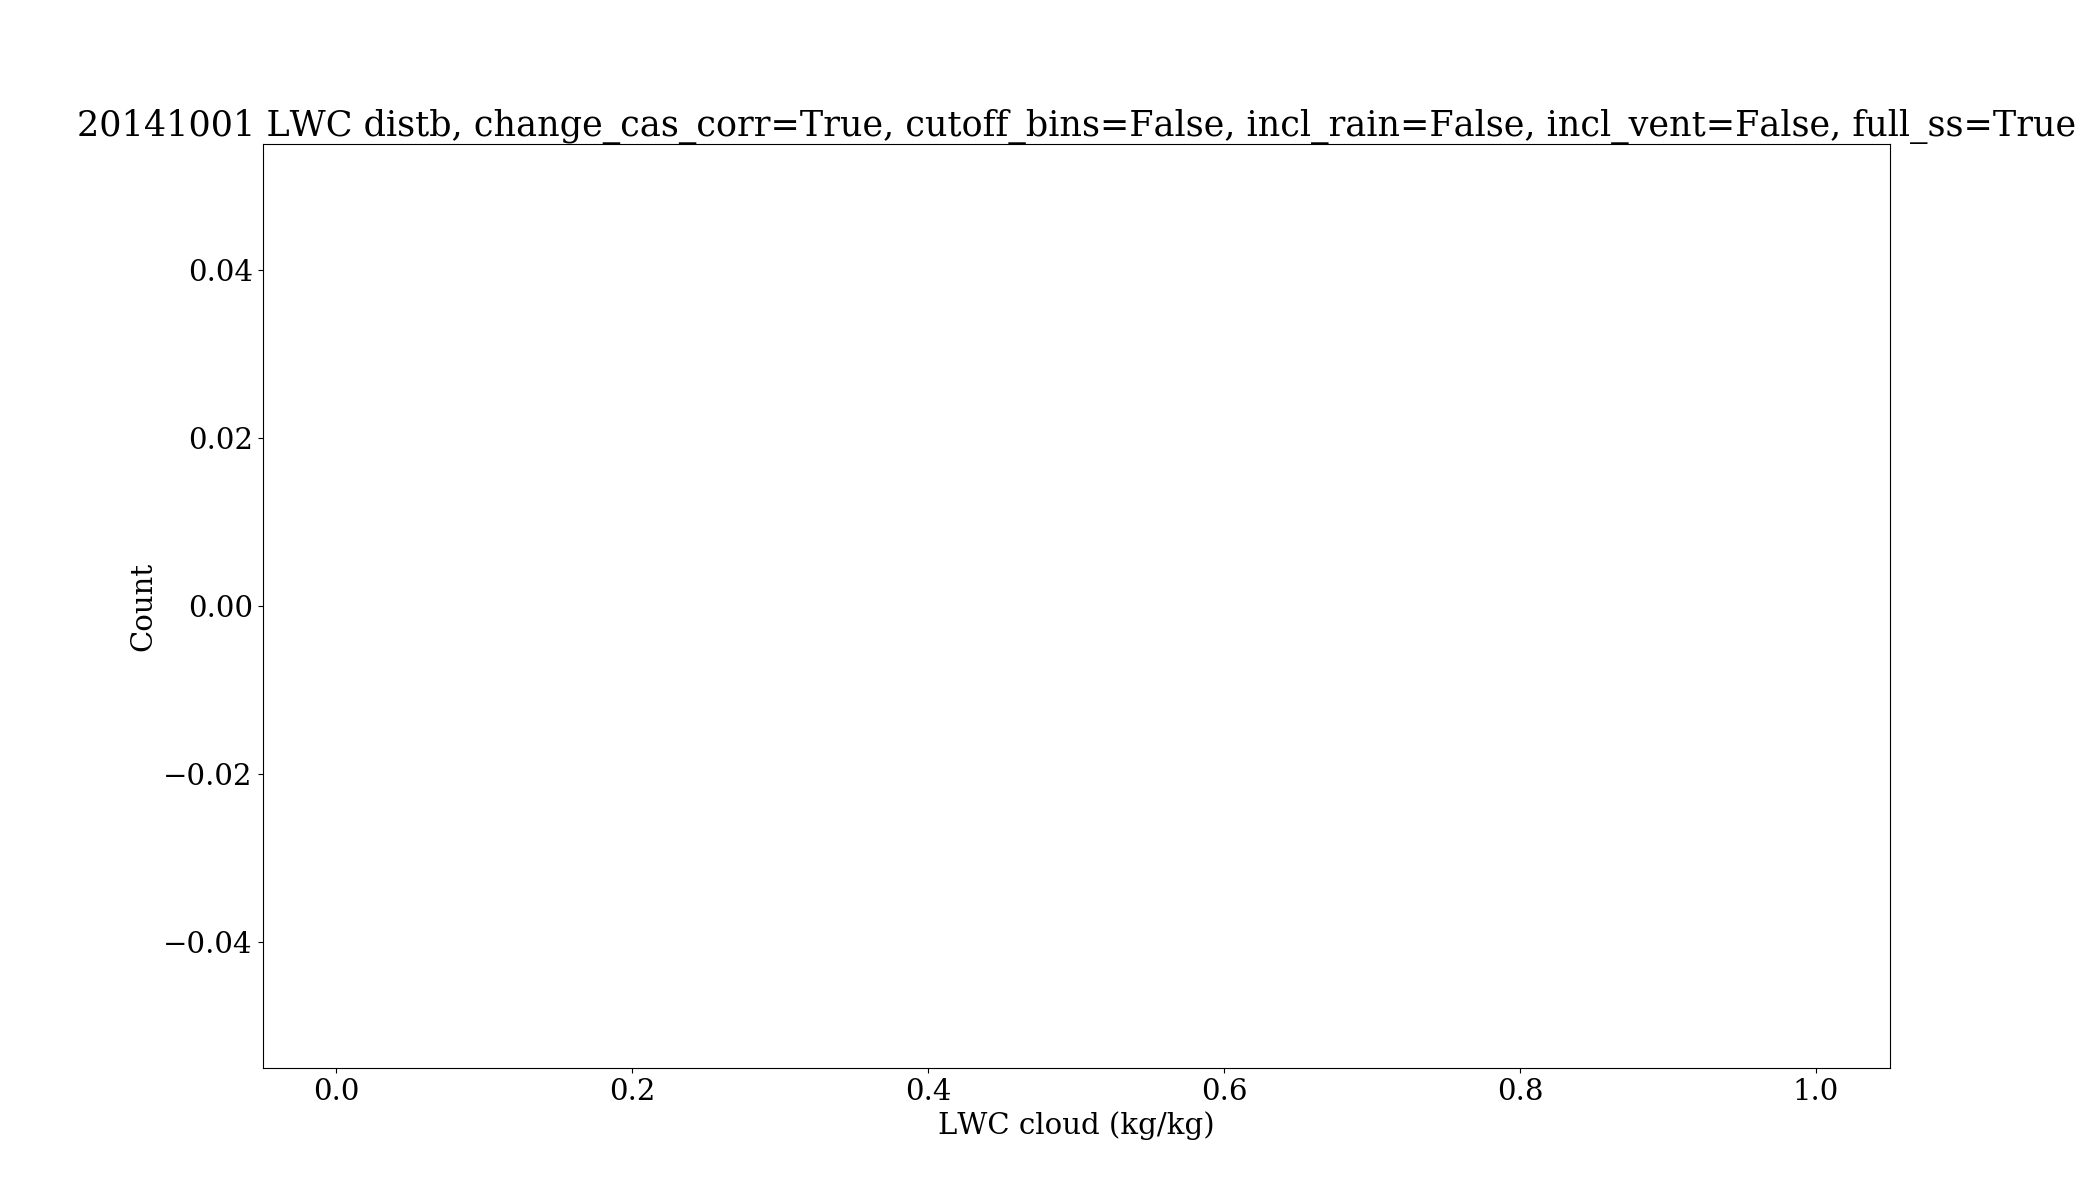 20141001 LWC distb, change_cas_corr=True, cutoff_bins=False, incl_rain=False, incl_vent=False, full_ss=True
0.04
0.02
0.00
−0.02
−0.04
Count
0.0 0.2 0.4 0.6 0.8 1.0
LWC cloud (kg/kg)